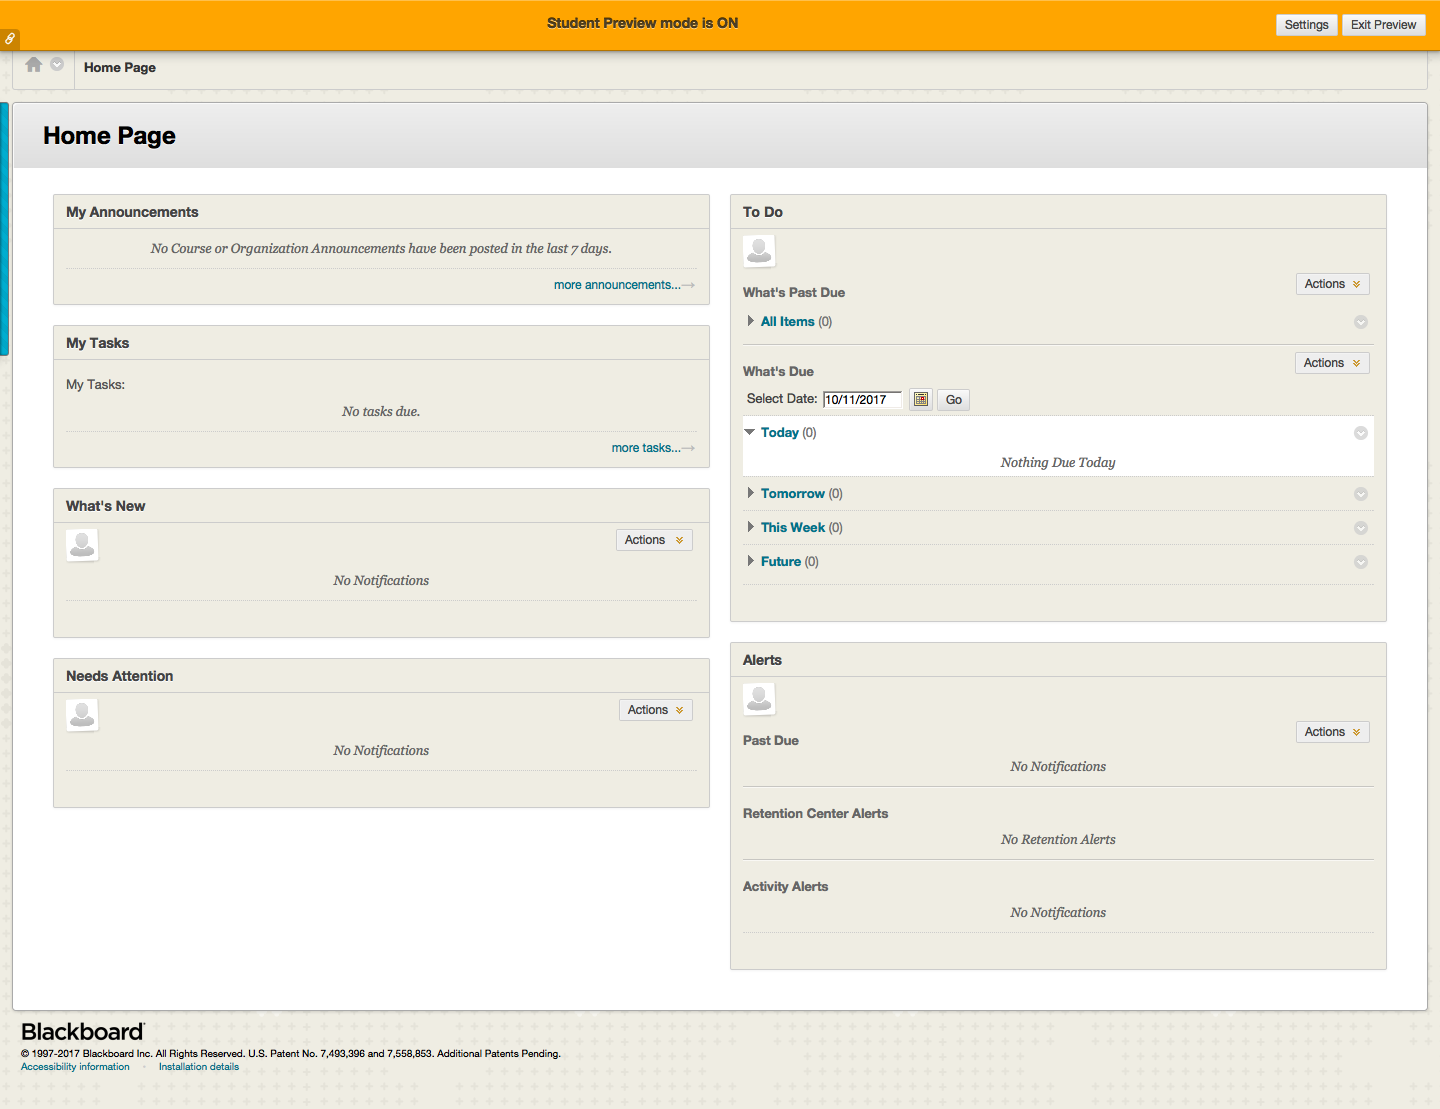 Student Preview mode is ON
Settings
Exit Preview
Home Page
Home Page
My Announcements
No Course or Organization Announcements have been posted in the last 7 days.
more announcements...→
My Tasks
My Tasks:
No tasks due.
more tasks...→
What's New
Actions
No Notifications
Needs Attention
Actions
No Notifications
To Do
Actions
What's Past Due
All Items (0)
Actions
What's Due
Select Date: 10/11/2017 Go
Today (0)
Nothing Due Today
Tomorrow (0)
This Week (0)
Future (0)
Alerts
Actions
Past Due
No Notifications
Retention Center Alerts
No Retention Alerts
Activity Alerts
No Notifications
Blackboard
© 1997-2017 Blackboard Inc. All Rights Reserved. U.S. Patent No. 7,493,396 and 7,558,853. Additional Patents Pending.
Accessibility information · Installation details